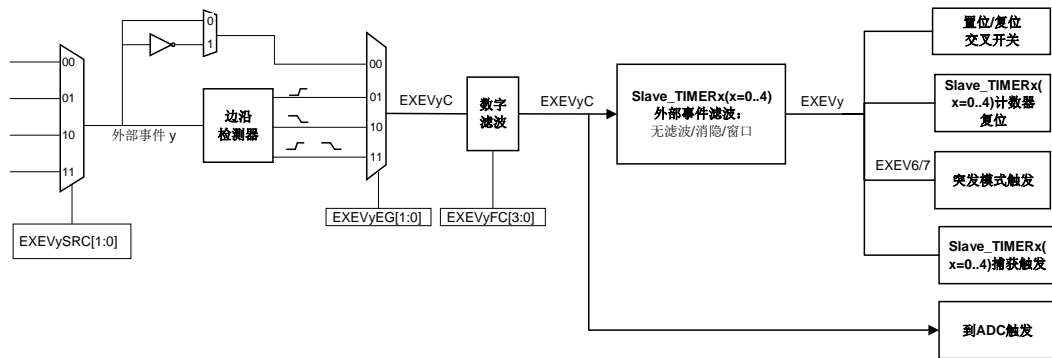 00
01
10
11
EXEVySRC[1:0]
外部事件 y
0
1
边沿
检测器
00
01
10
11
EXEVyEG[1:0]
EXEVyC
数字
滤波
EXEVyFC[3:0]
EXEVyC
Slave_TIMERx(x=0..4)
外部事件滤波：
无滤波/消隐/窗口
EXEVy
EXEV6/7
置位/复位
交叉开关
Slave_TIMERx(
x=0..4)计数器
复位
突发模式触发
Slave_TIMERx(
x=0..4)捕获触发
到ADC触发